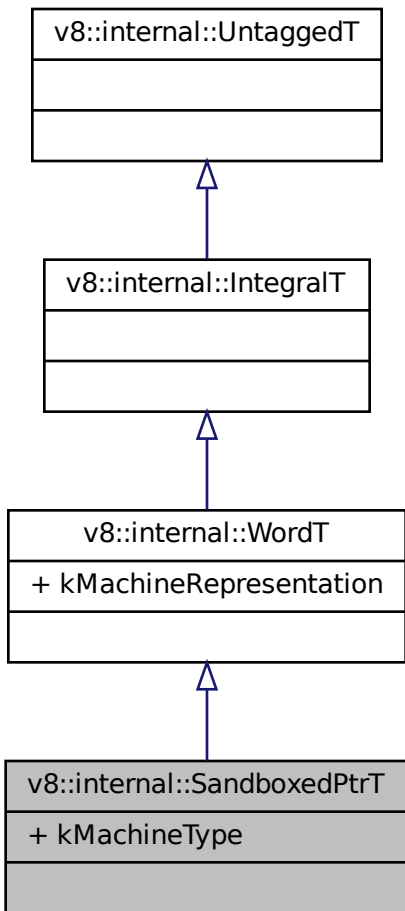 v8::internal::UntaggedT
v8::internal::IntegralT
v8::internal::WordT
+ kMachineRepresentation
v8::internal::SandboxedPtrT
+ kMachineType